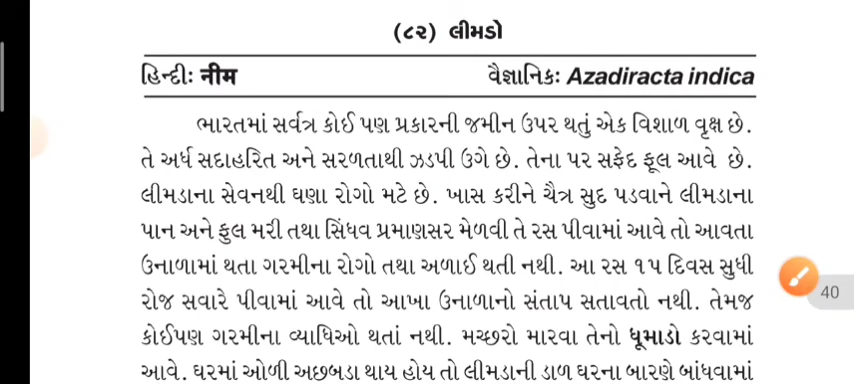 (૮૨) લીમડો
હિન્દીઃ नीम વૈજ્ઞાનિકઃ Azadiracta indica
ભારતમાં સર્વત્ર કોઈ પણ પ્રકારની જમીન ઉપર થતું એક વિશાળ વૃક્ષ છે.
તે અર્ધ સદાહરિત અને સરળતાથી ઝડપી ઉગે છે. તેના પર સફેદ ફૂલ આવે છે.
લીમડાના સેવનથી ઘણા રોગો મટે છે. ખાસ કરીને ચૈત્ર સુદ પડવાને લીમડાના
પાન અને ફુલ મરી તથા સિંધવ પ્રમાણસર મેળવી તે રસ પીવામાં આવે તો આવતા
ઉનાળામાં થતા ગરમીના રોગો તથા અળાઈ થતી નથી. આ રસ ૧૫ દિવસ સુધી
રોજ સવારે પીવામાં આવે તો આખા ઉનાળાનો સંતાપ સતાવતો નથી. તેમજ
કોઈપણ ગરમીના વ્યાધિઓ થતાં નથી. મચ્છરો મારવા તેનો ધૂમાડો કરવામાં
આવે. ઘરમાં ઓળી અછબડા થાય હોય તો લીમડાની ડાળ ઘરના બારણે બાંધવામાં
40